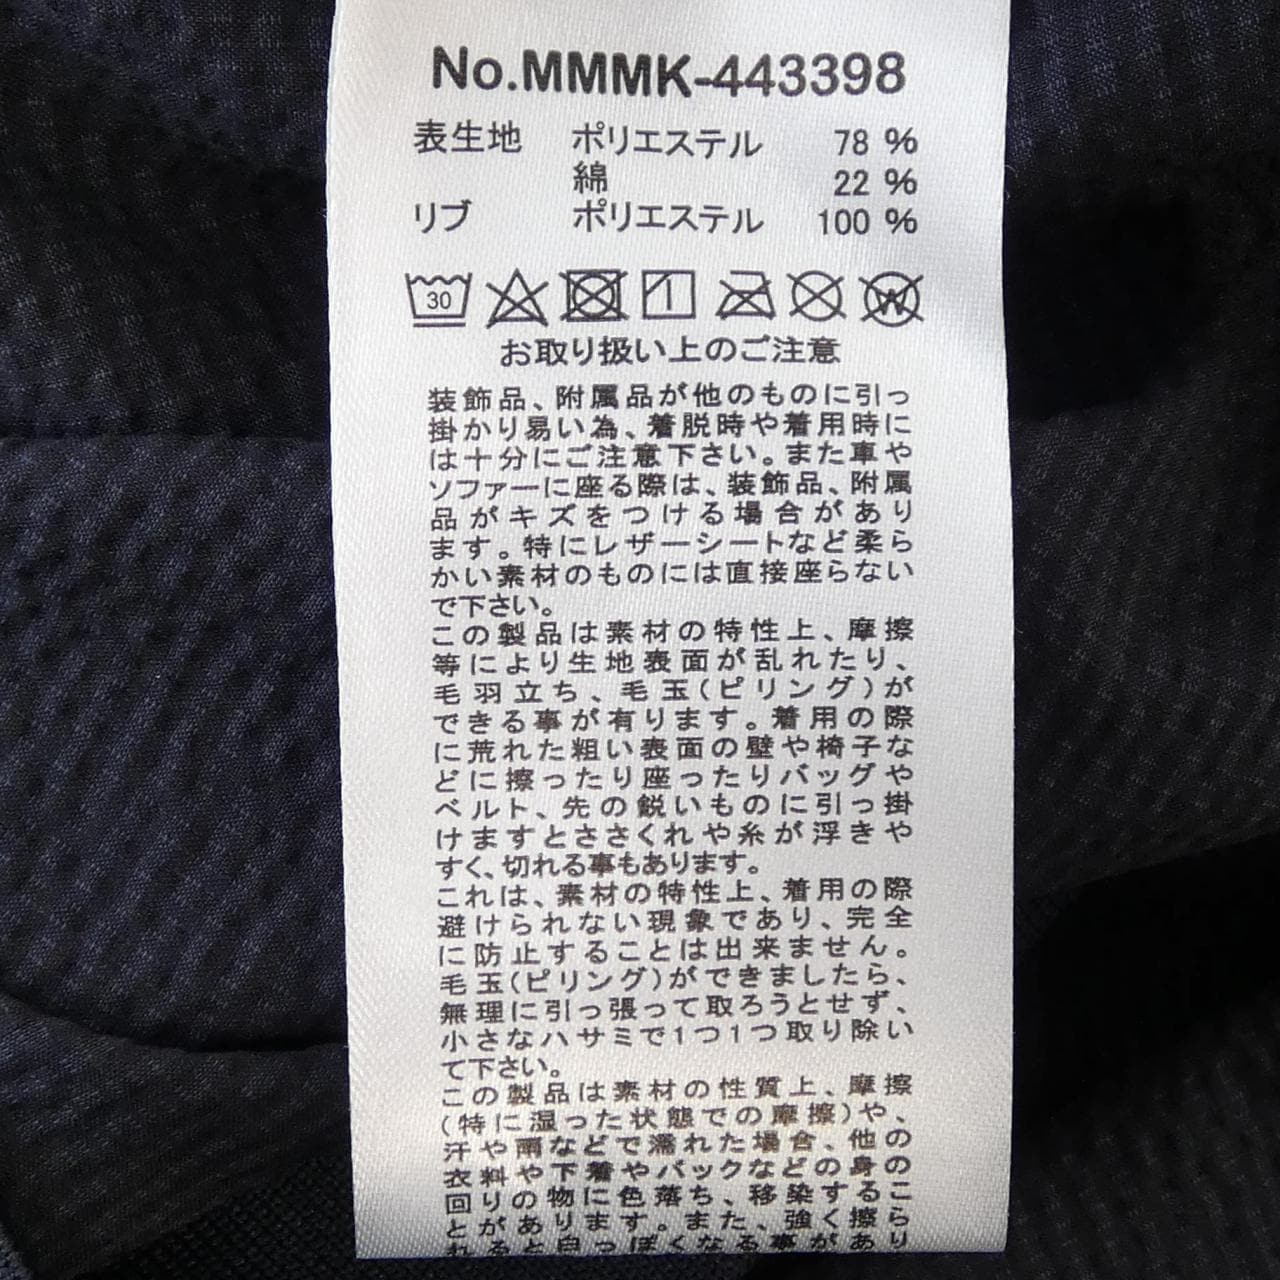 No.MMMK-443398
表生地 ポリエステル 78 %
綿 22 %
リブ ポリエステル 100 %
30 W
お取り扱い上のご注意
装飾品、附属品が他のものに引っ
掛かり易い為、着脱時や着用時に
は十分にご注意下さい。また車や
ソファーに座る際は、装飾品、附属
品がキズをつける場合があり
ます。特にレザーシートなど柔ら
かい素材のものには直接座らない
で下さい。
この製品は素材の特性上、摩擦
等により生地表面が乱れたり、
毛羽立ち、毛玉(ピリング)が
できる事が有ります。着用の際
に荒れた粗い表面の壁や椅子な
どに擦ったり座ったりバッグや
ベルト、先の鋭いものに引っ掛
けますとささくれや糸が浮きや
すく、切れる事もあります。
これは、素材の特性上、着用の際
避けられない現象であり、完全
に防止することは出来ません。
毛玉(ピリング)ができましたら、
無理に引っ張って取ろうとせず、
小さなハサミで1つ1つ取り除い
て下さい。
この製品は素材の性質上、摩擦
(特に湿った状態での摩擦)や、
汗や雨などで濡れた場合、他の
衣料や下着やバックなどの身の
回りの物に色落ち、移染するこ
とがあります。また、強く擦ら
れると白っぽくなる事があり